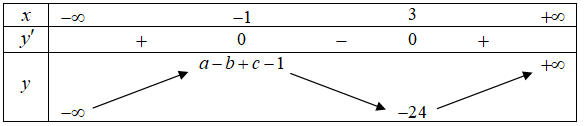 x −∞ −1 3 +∞
y′ + 0 − 0 +
a − b + c − 1 +∞
y
−∞ −24